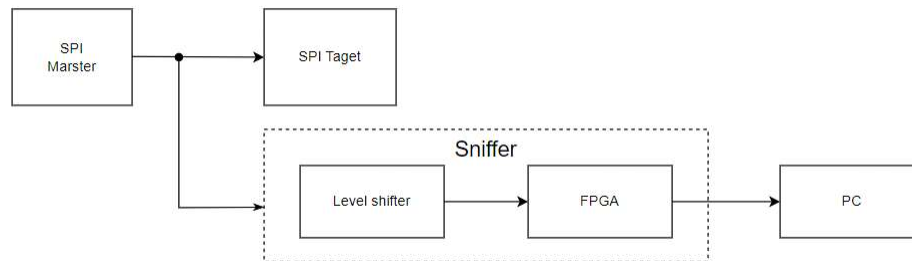 SPI
Marster
SPI Taget
Sniffer
Level shifter
FPGA
PC